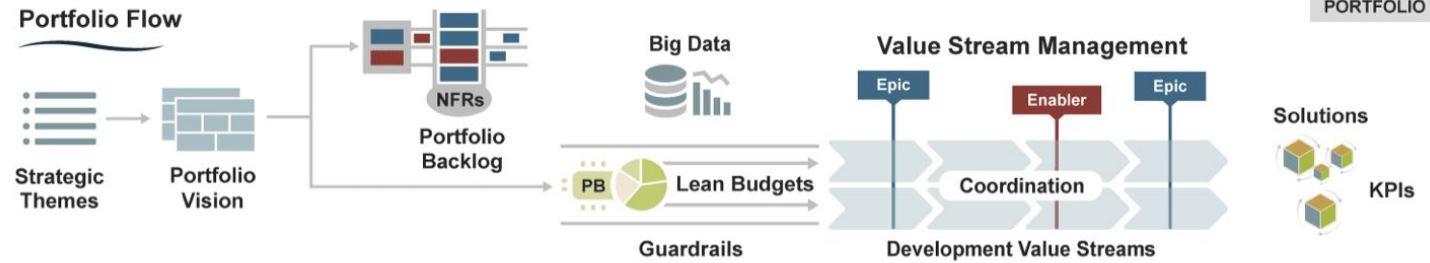 Portfolio Flow
PORTFOLIO
Strategic
Themes
Portfolio
Vision
NFRs
Portfolio
Backlog
Big Data
PB
Lean Budgets
Guardrails
Value Stream Management
Epic
Enabler
Epic
Coordination
Development Value Streams
Solutions
KPIs